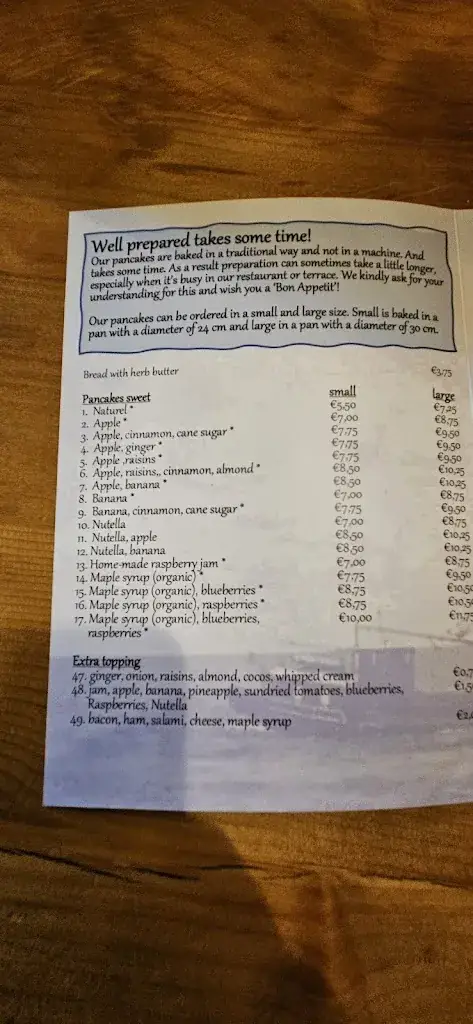 Well prepared takes some time!
Our pancakes are baked in a traditional way and not in a machine. And
takes some time. As a result preparation can sometimes take a little longer,
especially when it's busy in our restaurant or terrace. We kindly ask for your
understanding for this and wish you a 'Bon Appetit'!
Our pancakes can be ordered in a small and large size. Small is baked in a
pan with a diameter of 24 cm and large in a pan with a diameter of 30 cm.
Bread with herb butter €3,75
Pancakes sweet small large
1. Naturel * €5,50 €7,25
2. Apple * €7,00 €8,75
3. Apple, cinnamon, cane sugar * €7,75 €9,50
4. Apple, ginger * €7,75 €9,50
5. Apple ,raisins * €7,75 €9,50
6. Apple, raisins,, cinnamon, almond * €8,50 €10,25
7. Apple, banana * €8,50 €10,25
8. Banana * €7,00 €8,75
9. Banana, cinnamon, cane sugar * €7,75 €9,50
10. Nutella €7,00 €8,75
11. Nutella, apple €8,50 €10,25
12. Nutella, banana €8,50 €10,25
13. Home-made raspberry jam * €7,00 €8,75
14. Maple syrup (organic) * €7,75 €9,50
15. Maple syrup (organic), blueberries * €8,75 €10,50
16. Maple syrup (organic), raspberries * €8,75 €10,50
17. Maple syrup (organic), blueberries, €10,00 €11,75
raspberries *
Extra topping
47. ginger, onion, raisins, almond, cocos, whipped cream
48. jam, apple, banana, pineapple, sundried tomatoes, blueberries,
Raspberries, Nutella
49. bacon, ham, salami, cheese, maple syrup